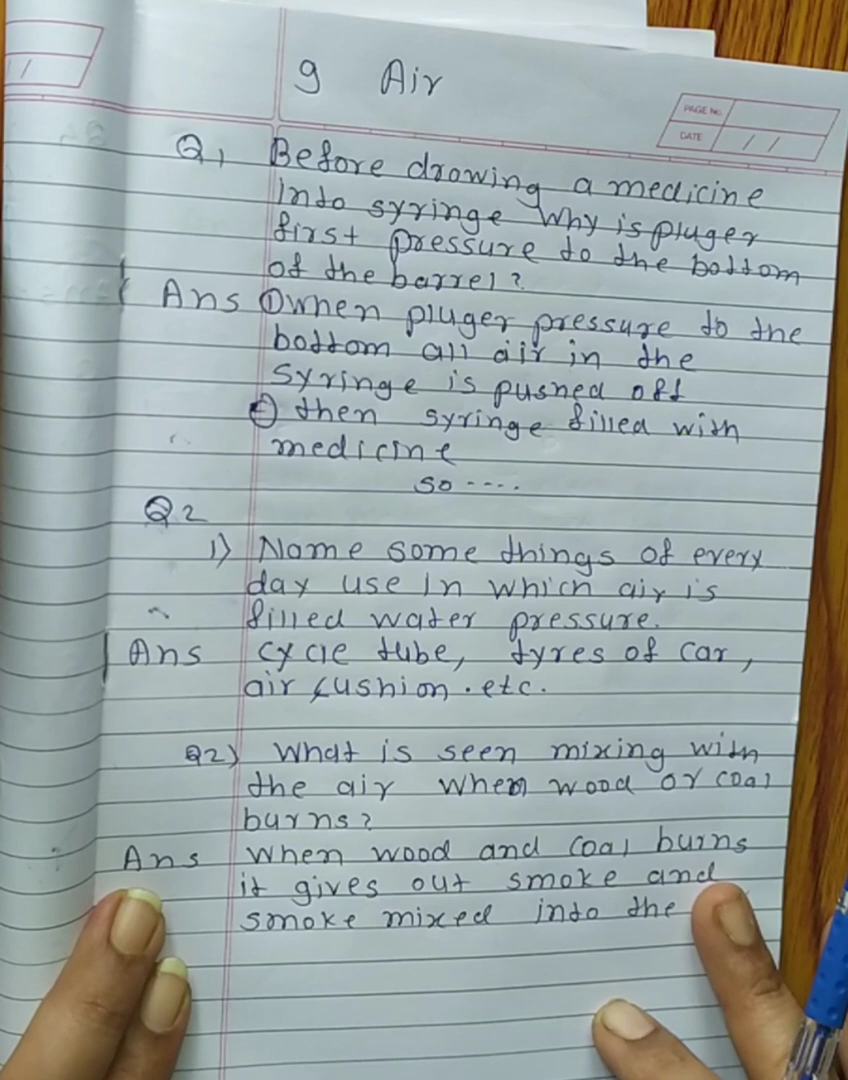 9 Air
PAGE No.
DATE / /
Q1 Before drowing a medicine
into syringe Why is pluger
first pressure to the bottom
of the barrel?
Ans ① when pluger pressure to the
bottom all air in the
syringe is pushed off
② then syringe filled with
medicine
so ----.
Q2
1) Name some things of every
day use in which air is
filled water pressure.
Ans cycle tube, tyres of car,
air cushion . etc.
Q2) What is seen mixing with
the air when wood or coal
burns?
Ans When wood and coal burns
it gives out smoke and
smoke mixed into the